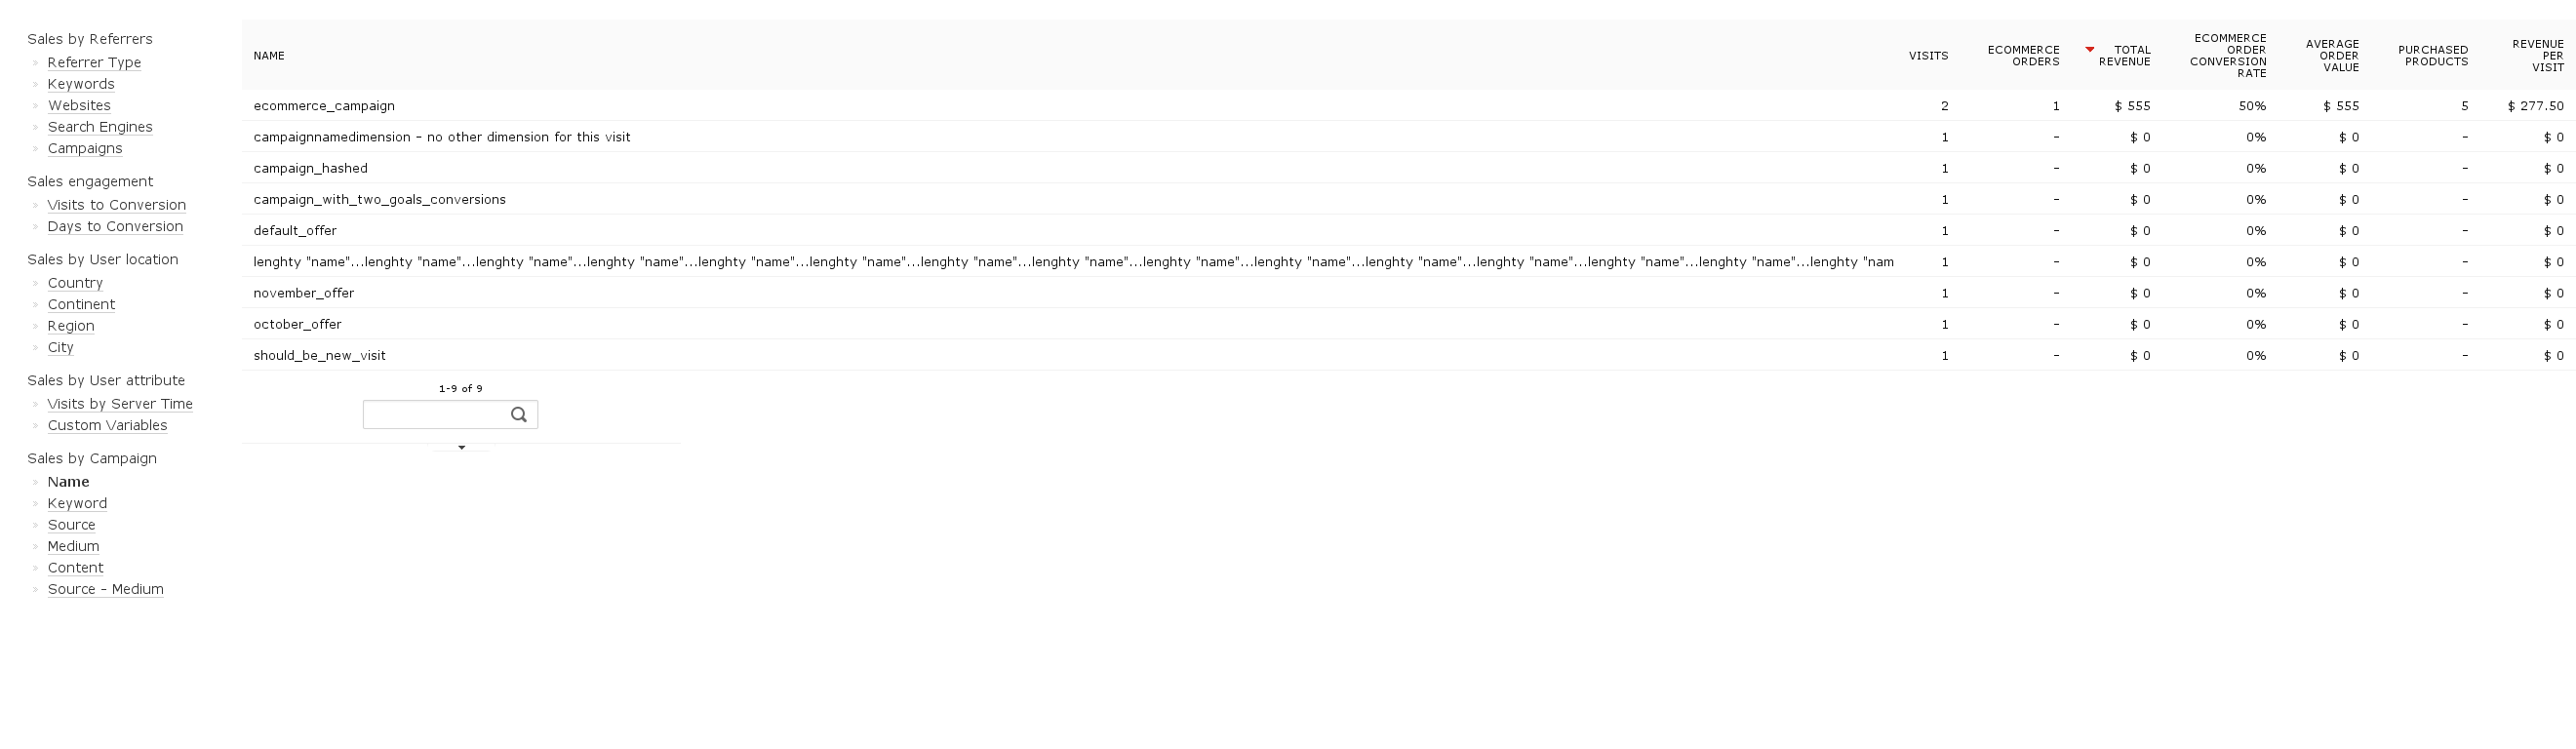 Sales by Referrers
» Referrer Type
» Keywords
» Websites
» Search Engines
» Campaigns
Sales engagement
» Visits to Conversion
» Days to Conversion
Sales by User location
» Country
» Continent
» Region
» City
Sales by User attribute
» Visits by Server Time
» Custom Variables
Sales by Campaign
» Name
» Keyword
» Source
» Medium
» Content
» Source - Medium
NAME VISITS ECOMMERCE ORDERS TOTAL REVENUE ECOMMERCE ORDER CONVERSION RATE AVERAGE ORDER VALUE PURCHASED PRODUCTS REVENUE PER VISIT
ecommerce_campaign 2 1 $ 555 50% $ 555 5 $ 277.50
campaignnamedimension - no other dimension for this visit 1 - $ 0 0% $ 0 - $ 0
campaign_hashed 1 - $ 0 0% $ 0 - $ 0
campaign_with_two_goals_conversions 1 - $ 0 0% $ 0 - $ 0
default_offer 1 - $ 0 0% $ 0 - $ 0
lenghty "name"...lenghty "name"...lenghty "name"...lenghty "name"...lenghty "name"...lenghty "name"...lenghty "name"...lenghty "name"...lenghty "name"...lenghty "name"...lenghty "name"...lenghty "name"...lenghty "name"...lenghty "name"...lenghty "nam 1 - $ 0 0% $ 0 - $ 0
november_offer 1 - $ 0 0% $ 0 - $ 0
october_offer 1 - $ 0 0% $ 0 - $ 0
should_be_new_visit 1 - $ 0 0% $ 0 - $ 0
1-9 of 9